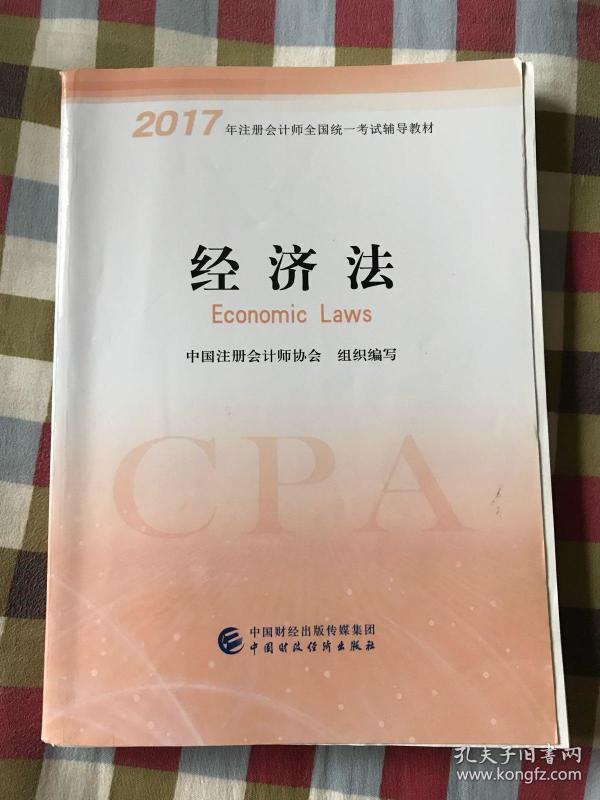 2017年注册会计师全国统一考试辅导教材
经济法
Economic Laws
中国注册会计师协会 组织编写
CPA
中国财经出版传媒集团
中国财政经济出版社
孔夫子旧书网
www.kongfz.com